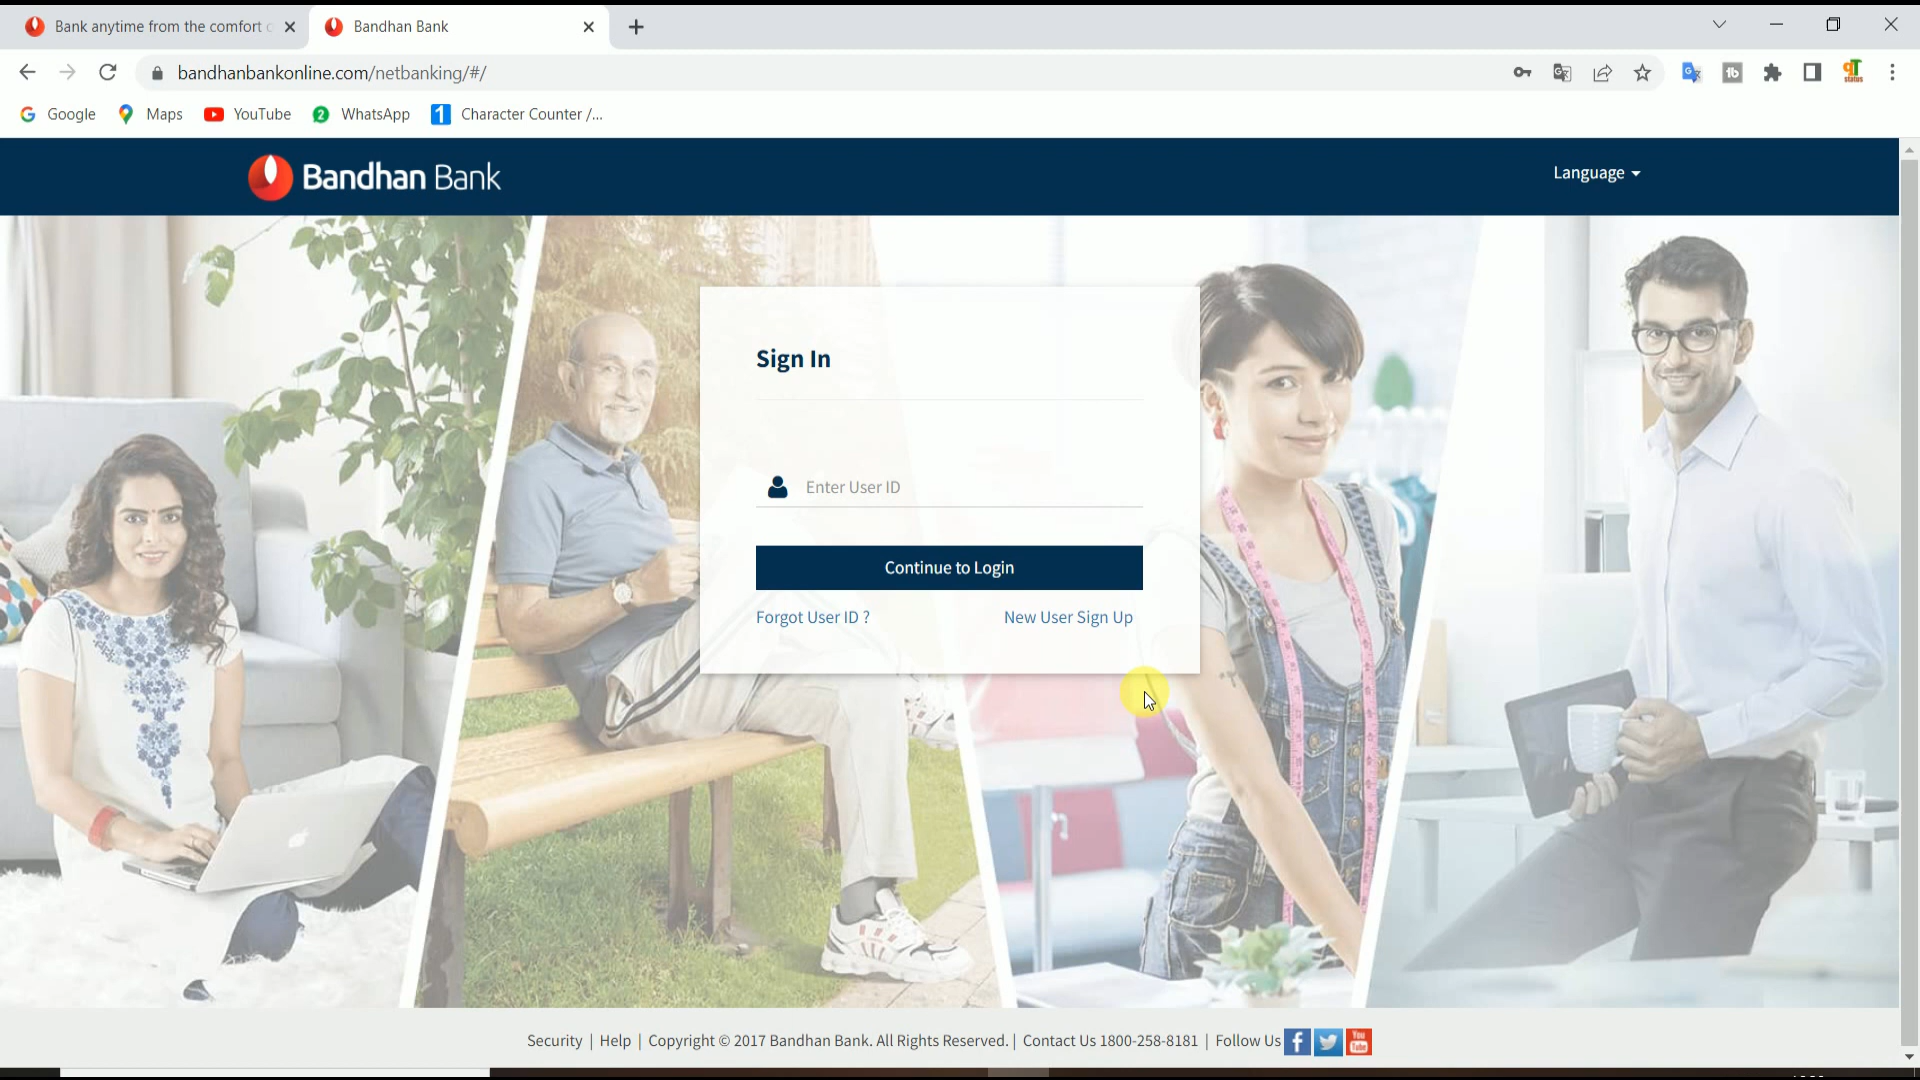 Bank anytime from the comfort
Bandhan Bank
bandhanbankonline.com/netbanking/#/
Google
Maps
YouTube
2
WhatsApp
1
Character Counter /...
Bandhan Bank
Language
Sign In
Enter User ID
Continue to Login
Forgot User ID ?
New User Sign Up
Security | Help | Copyright © 2017 Bandhan Bank. All Rights Reserved. | Contact Us 1800-258-8181 | Follow Us